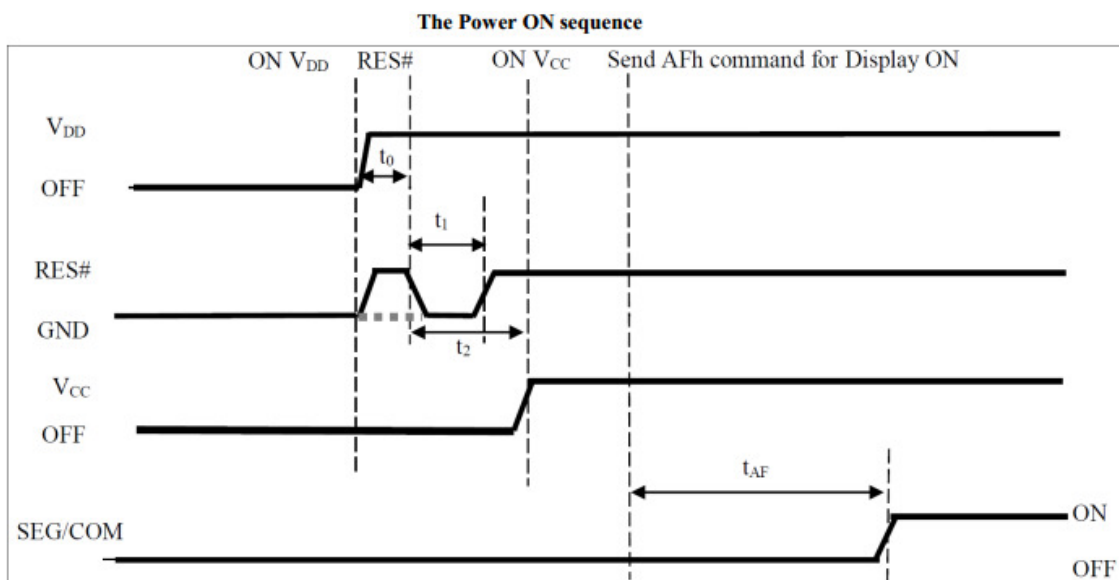 The Power ON sequence
ON VDD RES# ON VCC Send AFh command for Display ON
VDD
t0
OFF
t1
RES#
GND
t2
VCC
OFF
tAF
ON
SEG/COM
OFF